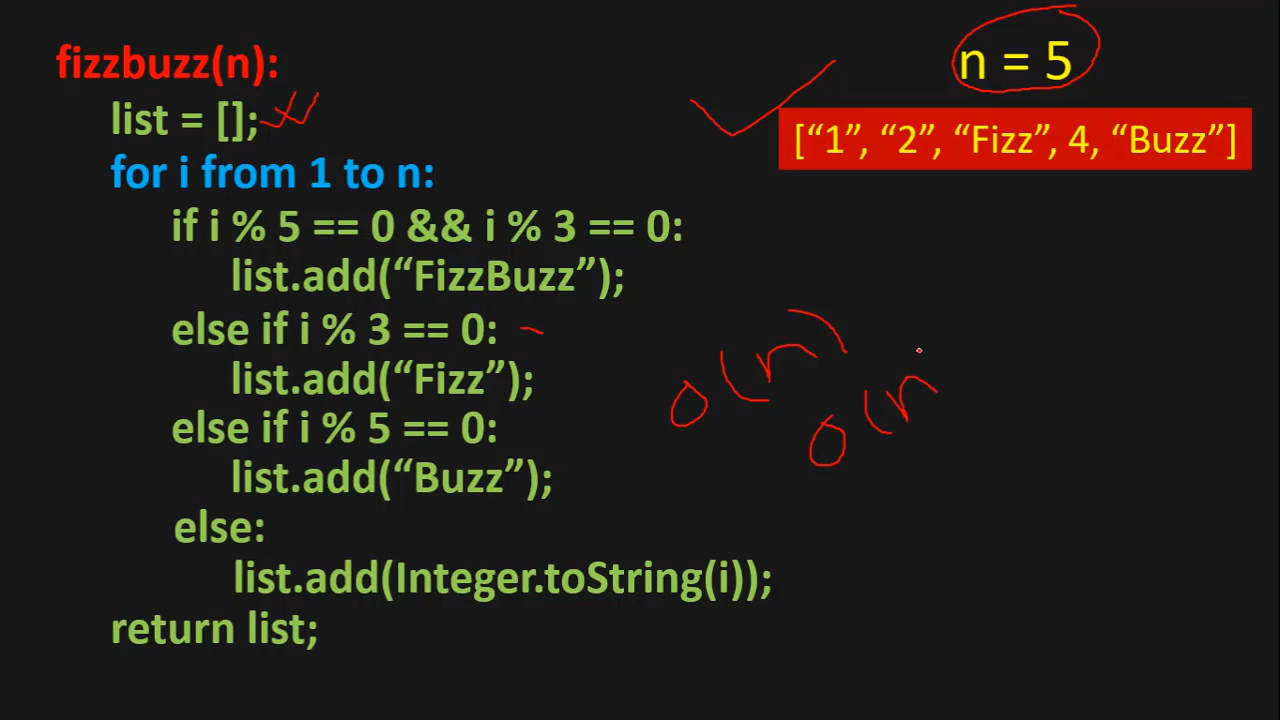 fizzbuzz(n):
list = [];
for i from 1 to n:
if i % 5 == 0 && i % 3 == 0:
list.add(“FizzBuzz”);
else if i % 3 == 0:
list.add(“Fizz”);
else if i % 5 == 0:
list.add(“Buzz”);
else:
list.add(Integer.toString(i));
return list;
n = 5
[“1”, “2”, “Fizz”, 4, “Buzz”]
O(n)
O(n